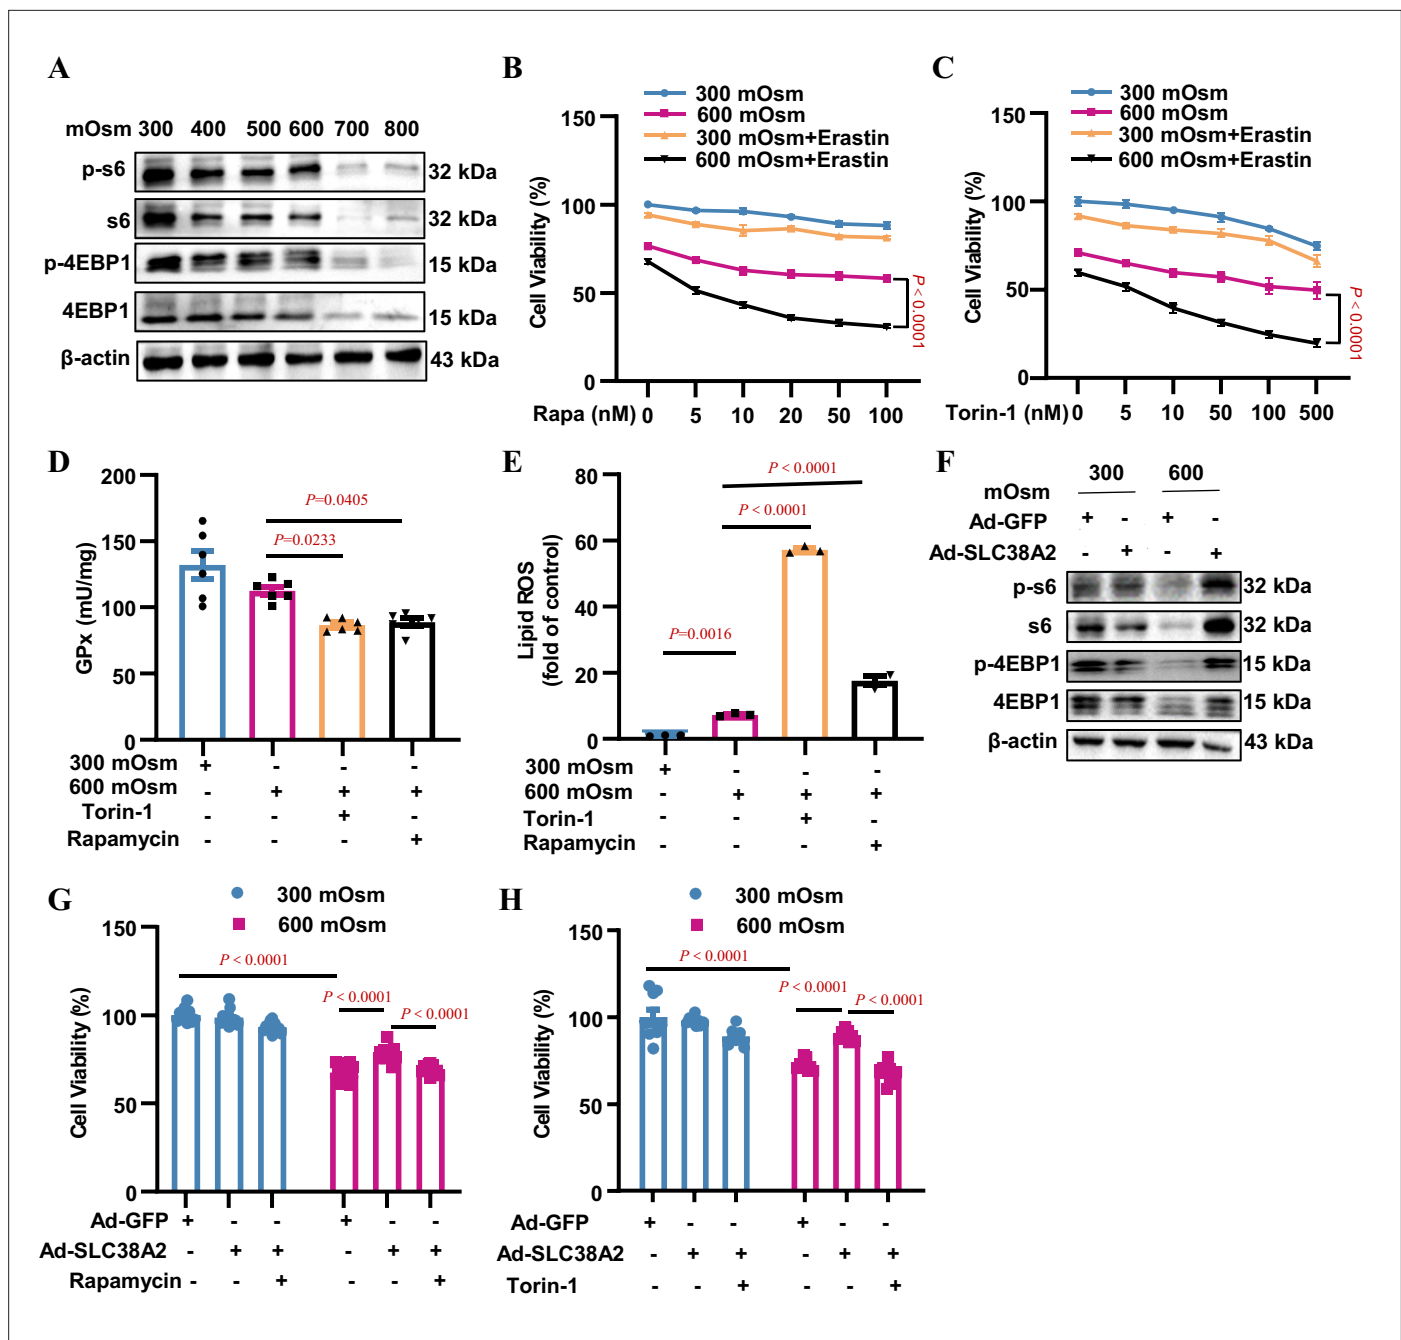 A
mOsm 300 400 500 600 700 800
p-s6 32 kDa
s6 32 kDa
p-4EBP1 15 kDa
4EBP1 15 kDa
β-actin 43 kDa
B
300 mOsm
600 mOsm
300 mOsm+Erastin
600 mOsm+Erastin
Cell Viability (%)
150
100
50
0
P < 0.0001
Rapa (nM) 0 5 10 20 50 100
C
300 mOsm
600 mOsm
300 mOsm+Erastin
600 mOsm+Erastin
Cell Viability (%)
150
100
50
0
P < 0.0001
Torin-1 (nM) 0 5 10 50 100 500
D
GPx (mU/mg)
200
150
100
50
0
P=0.0405
P=0.0233
300 mOsm + - - -
600 mOsm - + + +
Torin-1 - - + -
Rapamycin - - - +
E
Lipid ROS
(fold of control)
80
60
40
20
0
P < 0.0001
P < 0.0001
P=0.0016
300 mOsm + - - -
600 mOsm - + + +
Torin-1 - - + -
Rapamycin - - - +
F
300 600
mOsm
Ad-GFP + - + -
Ad-SLC38A2 - + - +
p-s6 32 kDa
s6 32 kDa
p-4EBP1 15 kDa
4EBP1 15 kDa
β-actin 43 kDa
G
300 mOsm
600 mOsm
Cell Viability (%)
150
100
50
0
P < 0.0001
P < 0.0001
P < 0.0001
Ad-GFP + - - + - -
Ad-SLC38A2 - + + - + +
Rapamycin - - + - - +
H
300 mOsm
600 mOsm
Cell Viability (%)
150
100
50
0
P < 0.0001
P < 0.0001
P < 0.0001
Ad-GFP + - - + - -
Ad-SLC38A2 - + + - + +
Torin-1 - - + - - +